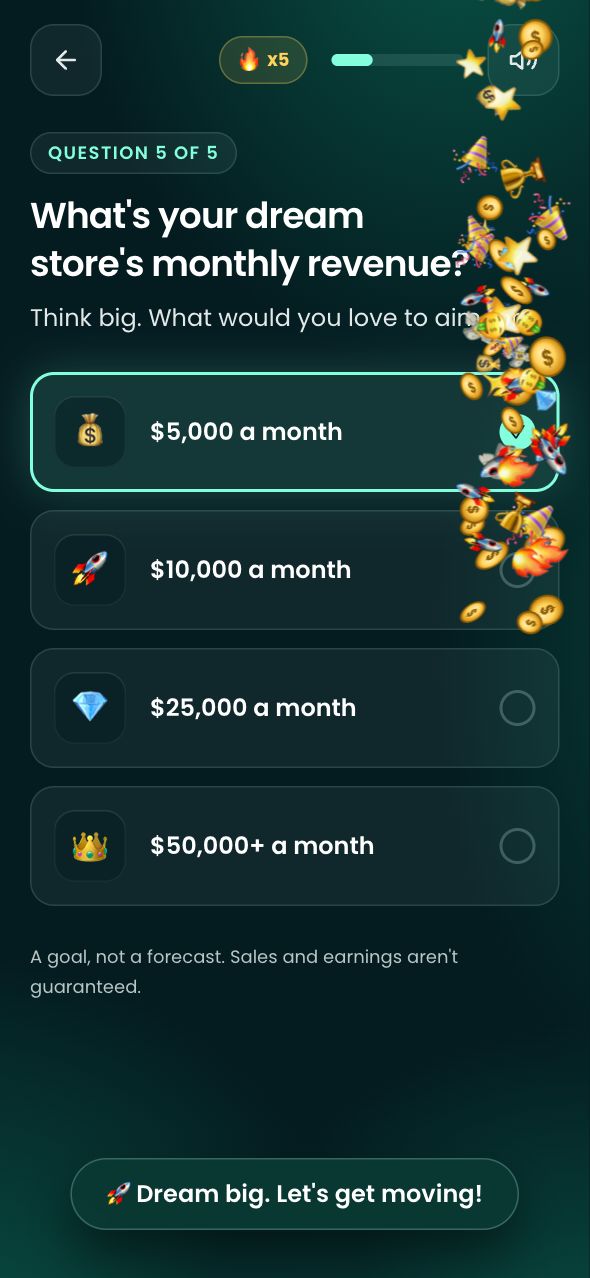 x5
QUESTION 5 OF 5
What's your dream
store's monthly revenue?
Think big. What would you love to aim
$5,000 a month
$10,000 a month
$25,000 a month
$50,000+ a month
A goal, not a forecast. Sales and earnings aren't
guaranteed.
Dream big. Let's get moving!